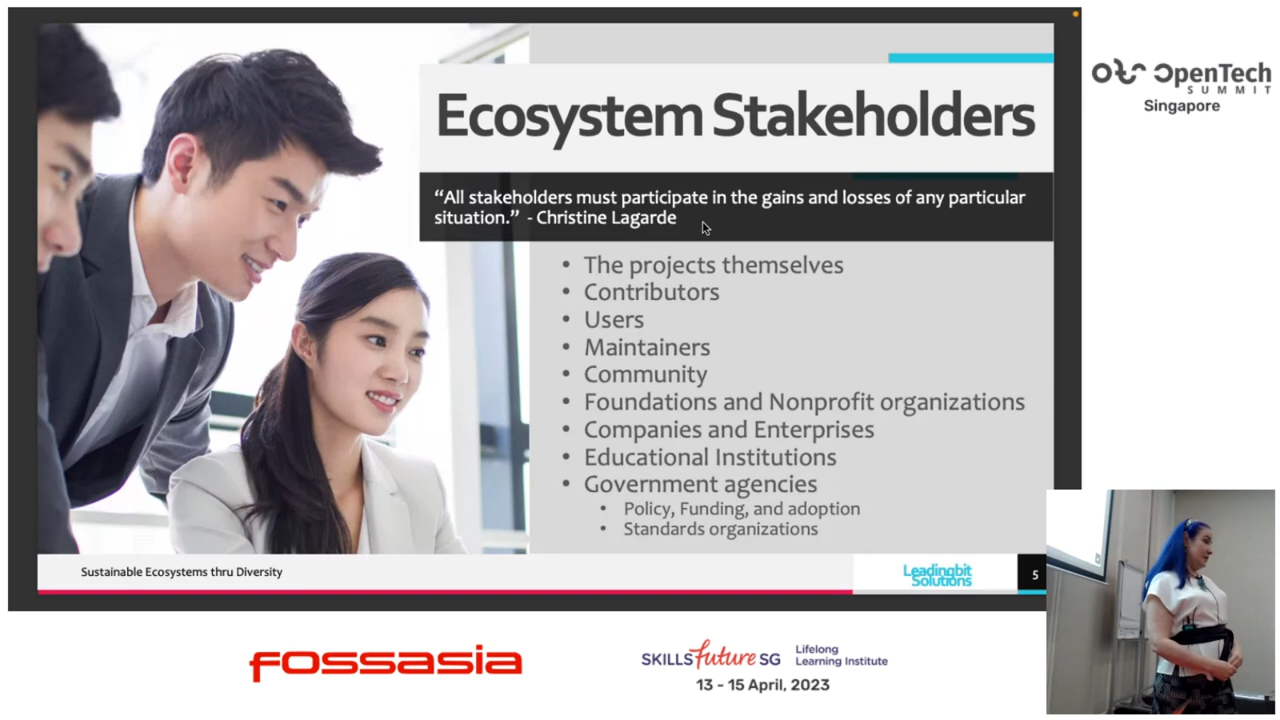 Ecosystem Stakeholders
“All stakeholders must participate in the gains and losses of any particular
situation.” - Christine Lagarde
• The projects themselves
• Contributors
• Users
• Maintainers
• Community
• Foundations and Nonprofit organizations
• Companies and Enterprises
• Educational Institutions
• Government agencies
• Policy, Funding, and adoption
• Standards organizations
Sustainable Ecosystems thru Diversity
Leadingbit
Solutions
5
OTS OpenTech
SUMMIT
Singapore
FOSSASIA
SKILLSfuture SG
Lifelong
Learning Institute
13 - 15 April, 2023